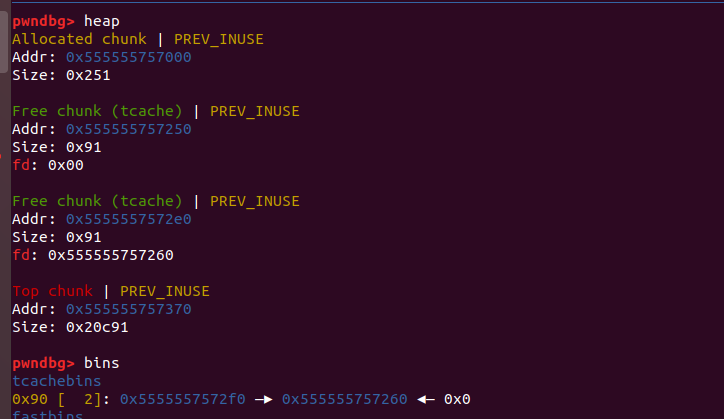 pwndbg> heap
Allocated chunk | PREV_INUSE
Addr: 0x555555757000
Size: 0x251
Free chunk (tcache) | PREV_INUSE
Addr: 0x555555757250
Size: 0x91
fd: 0x00
Free chunk (tcache) | PREV_INUSE
Addr: 0x5555557572e0
Size: 0x91
fd: 0x555555757260
Top chunk | PREV_INUSE
Addr: 0x555555757370
Size: 0x20c91
pwndbg> bins
tcachebins
0x90 [  2]: 0x5555557572f0 —▸ 0x555555757260 ◂— 0x0
fastbins